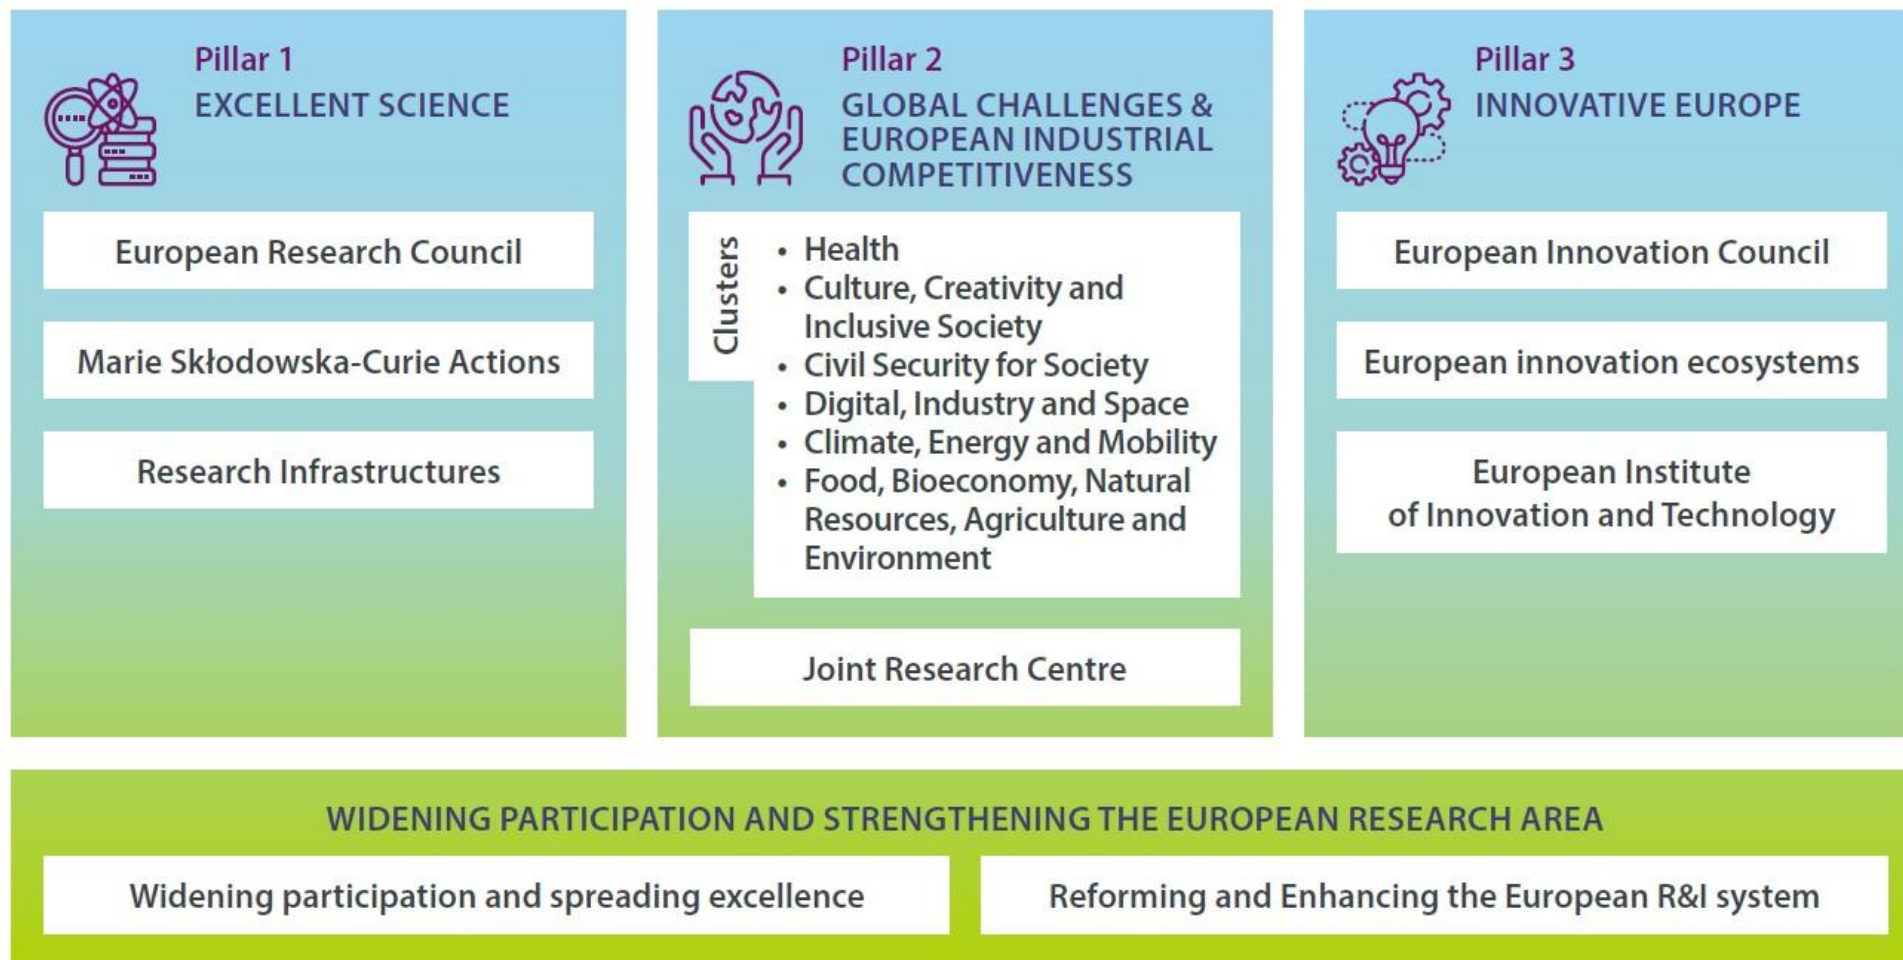 Pillar 1
EXCELLENT SCIENCE
European Research Council
Marie Skłodowska-Curie Actions
Research Infrastructures
Pillar 2
GLOBAL CHALLENGES &
EUROPEAN INDUSTRIAL
COMPETITIVENESS
Clusters
• Health
• Culture, Creativity and
Inclusive Society
• Civil Security for Society
• Digital, Industry and Space
• Climate, Energy and Mobility
• Food, Bioeconomy, Natural
Resources, Agriculture and
Environment
Joint Research Centre
Pillar 3
INNOVATIVE EUROPE
European Innovation Council
European innovation ecosystems
European Institute
of Innovation and Technology
WIDENING PARTICIPATION AND STRENGTHENING THE EUROPEAN RESEARCH AREA
Widening participation and spreading excellence
Reforming and Enhancing the European R&I system